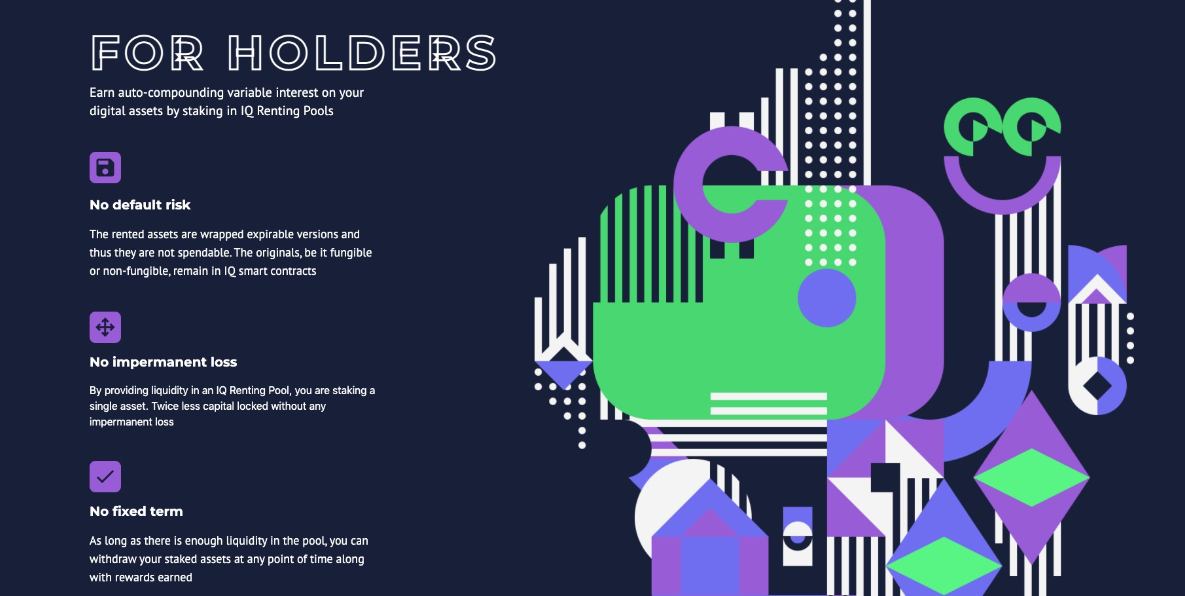 FOR HOLDERS
Earn auto-compounding variable interest on your
digital assets by staking in IQ Renting Pools
No default risk
The rented assets are wrapped expirable versions and
thus they are not spendable. The originals, be it fungible
or non-fungible, remain in IQ smart contracts
No impermanent loss
By providing liquidity in an IQ Renting Pool, you are staking a
single asset. Twice less capital locked without any
impermanent loss
No fixed term
As long as there is enough liquidity in the pool, you can
withdraw your staked assets at any point of time along
with rewards earned